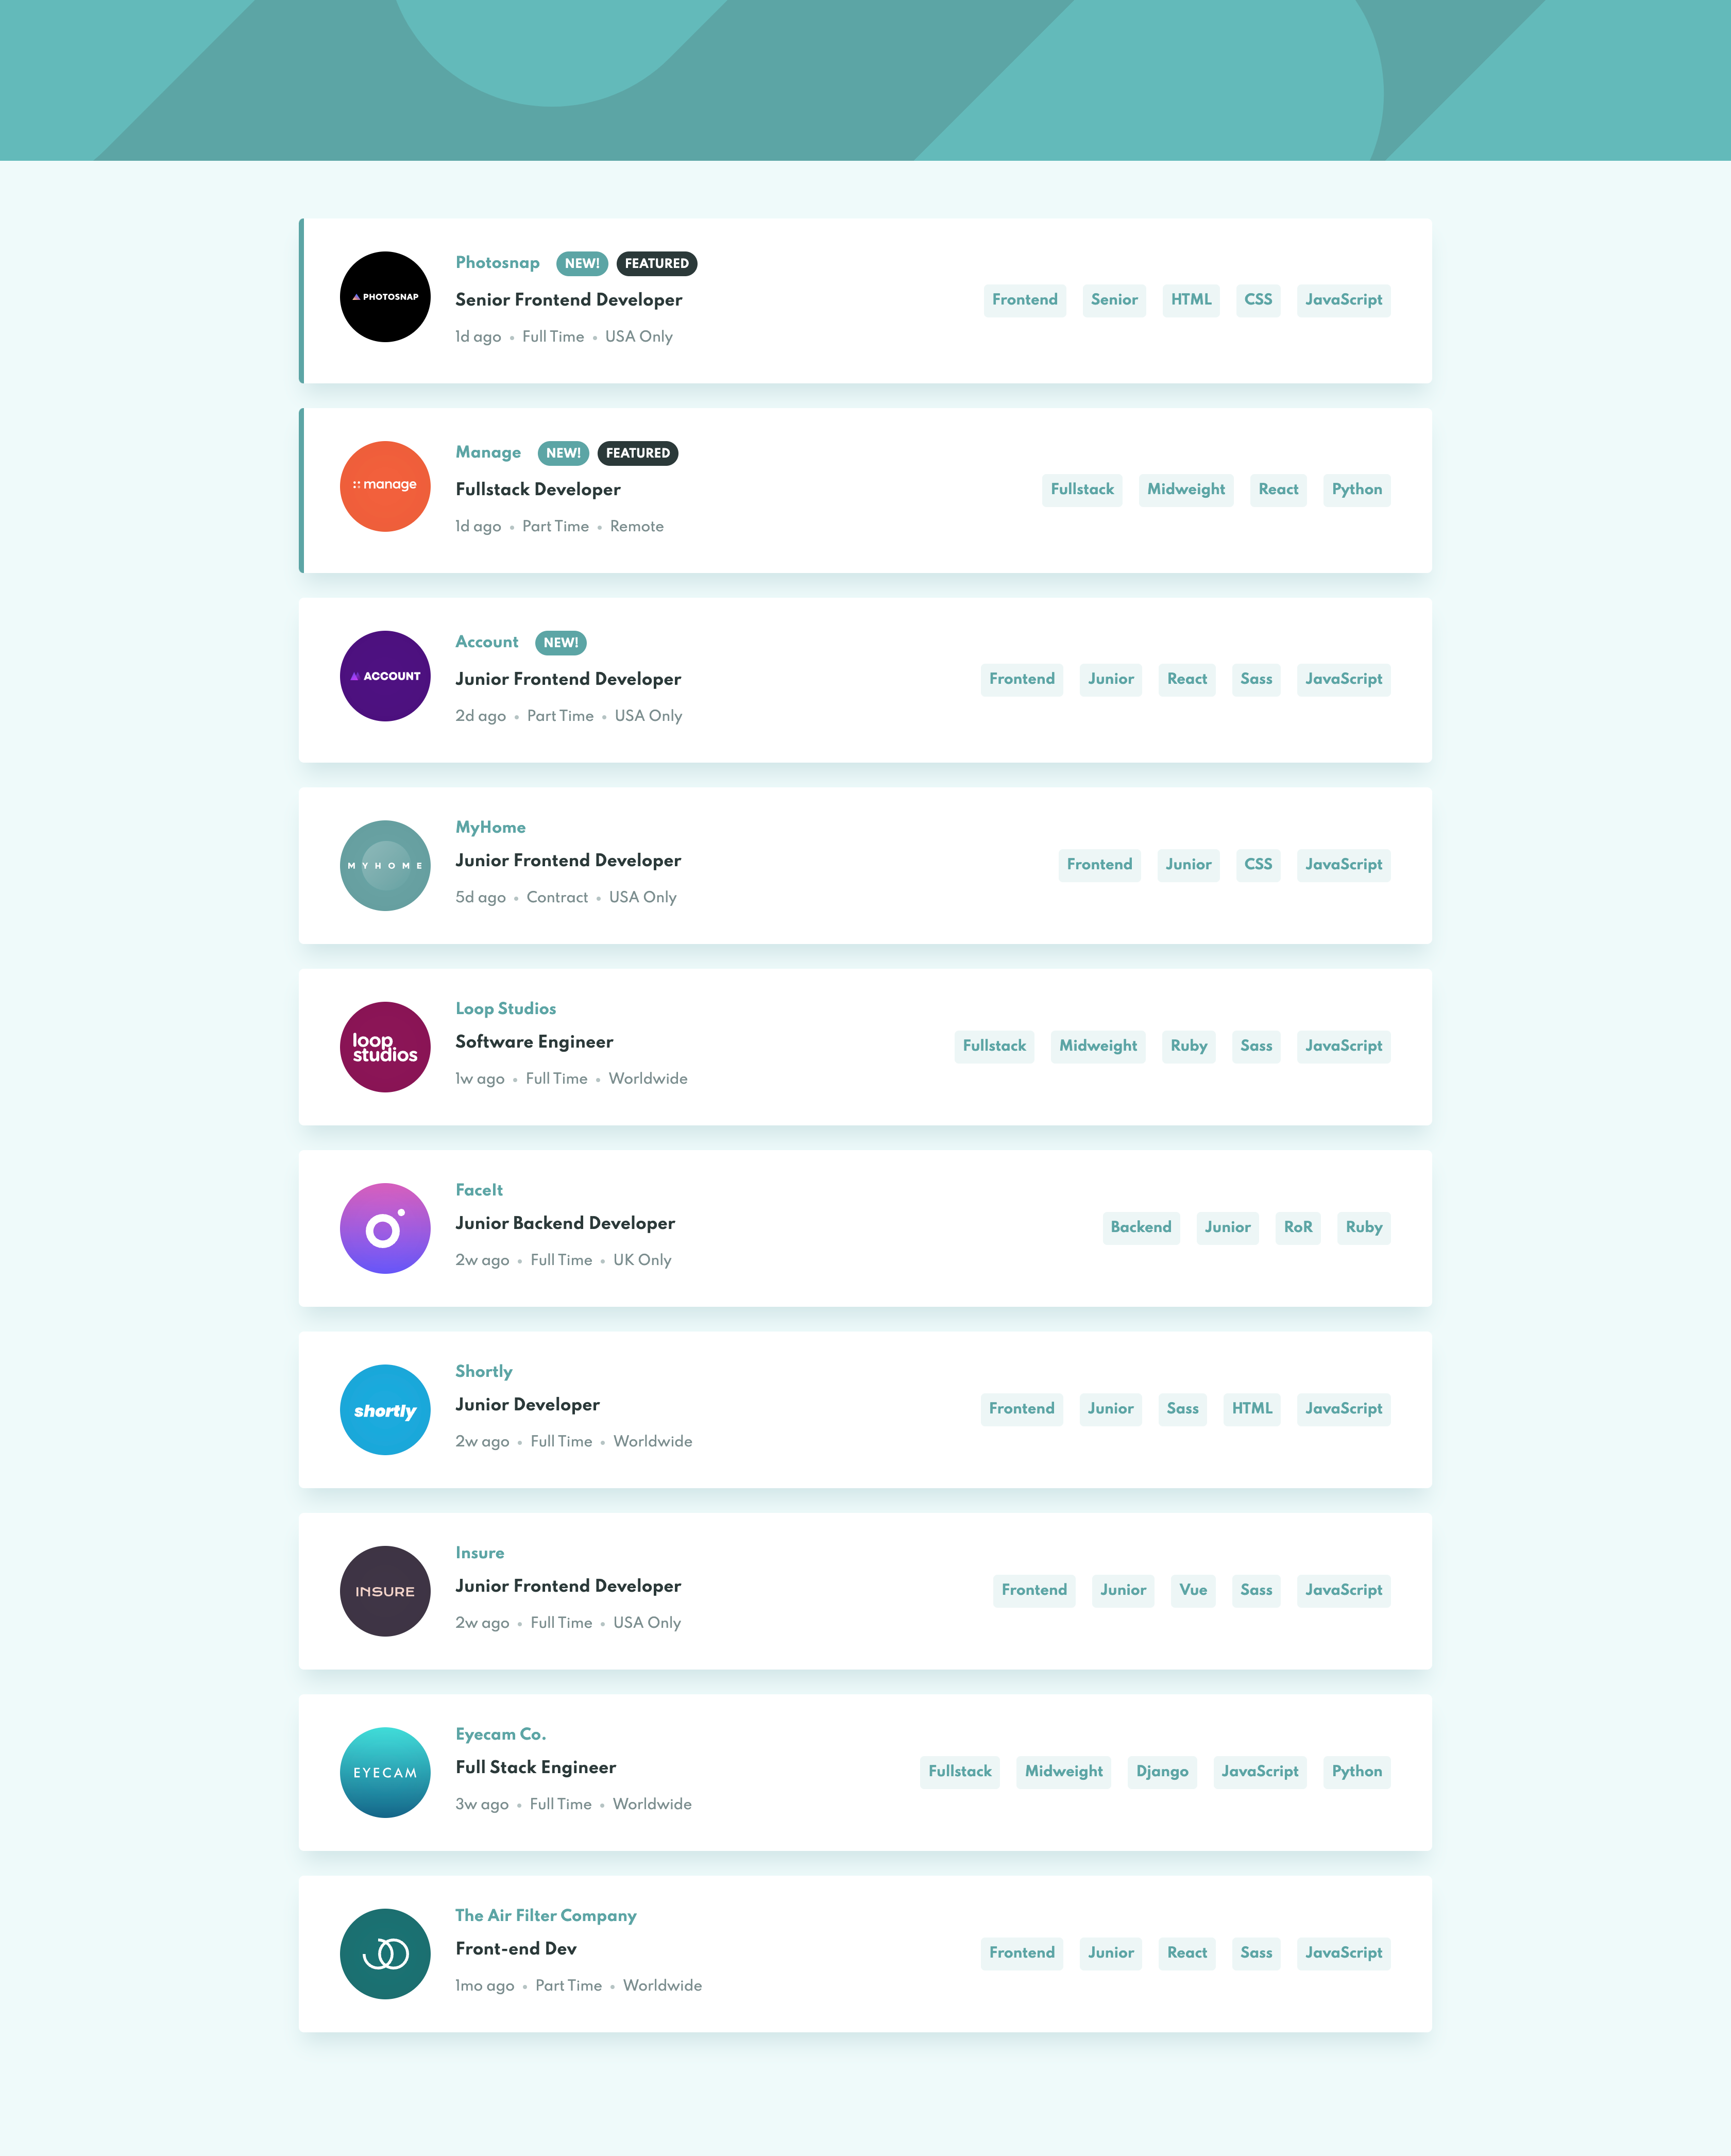 PHOTOSNAP
Photosnap NEW! FEATURED
Senior Frontend Developer
1d ago • Full Time • USA Only
Frontend Senior HTML CSS JavaScript
manage
Manage NEW! FEATURED
Fullstack Developer
1d ago • Part Time • Remote
Fullstack Midweight React Python
ACCOUNT
Account NEW!
Junior Frontend Developer
2d ago • Part Time • USA Only
Frontend Junior React Sass JavaScript
MYHOME
MyHome
Junior Frontend Developer
5d ago • Contract • USA Only
Frontend Junior CSS JavaScript
loop
studios
Loop Studios
Software Engineer
1w ago • Full Time • Worldwide
Fullstack Midweight Ruby Sass JavaScript
FaceIt
Junior Backend Developer
2w ago • Full Time • UK Only
Backend Junior RoR Ruby
shortly
Shortly
Junior Developer
2w ago • Full Time • Worldwide
Frontend Junior Sass HTML JavaScript
INSURE
Insure
Junior Frontend Developer
2w ago • Full Time • USA Only
Frontend Junior Vue Sass JavaScript
EYECAM
Eyecam Co.
Full Stack Engineer
3w ago • Full Time • Worldwide
Fullstack Midweight Django JavaScript Python
The Air Filter Company
Front-end Dev
1mo ago • Part Time • Worldwide
Frontend Junior React Sass JavaScript